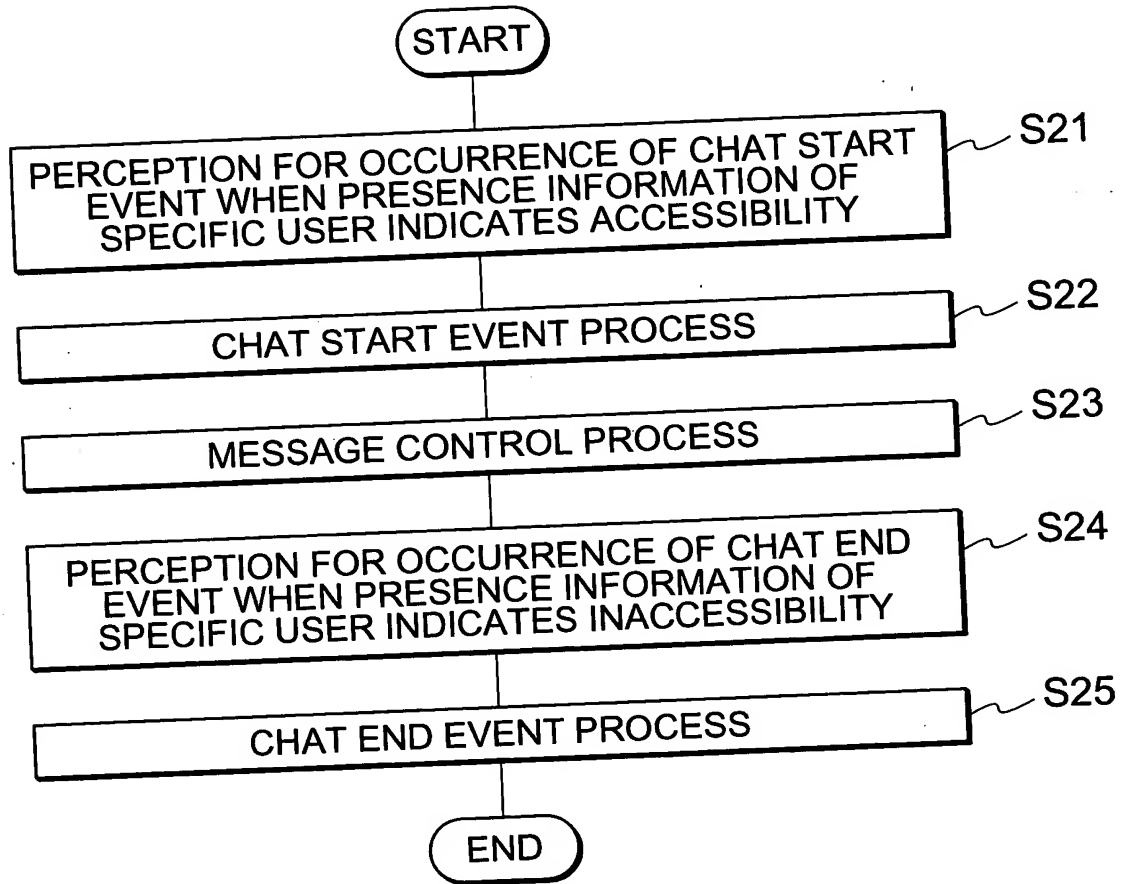 START
PERCEPTION FOR OCCURRENCE OF CHAT START
EVENT WHEN PRESENCE INFORMATION OF
SPECIFIC USER INDICATES ACCESSIBILITY
S21
CHAT START EVENT PROCESS
S22
MESSAGE CONTROL PROCESS
S23
PERCEPTION FOR OCCURRENCE OF CHAT END
EVENT WHEN PRESENCE INFORMATION OF
SPECIFIC USER INDICATES INACCESSIBILITY
S24
CHAT END EVENT PROCESS
S25
END